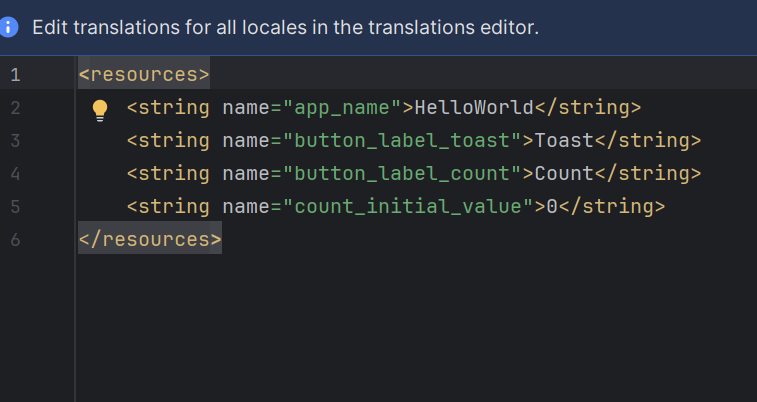 Edit translations for all locales in the translations editor.
1 <resources>
2 <string name="app_name">HelloWorld</string>
3 <string name="button_label_toast">Toast</string>
4 <string name="button_label_count">Count</string>
5 <string name="count_initial_value">0</string>
6 </resources>